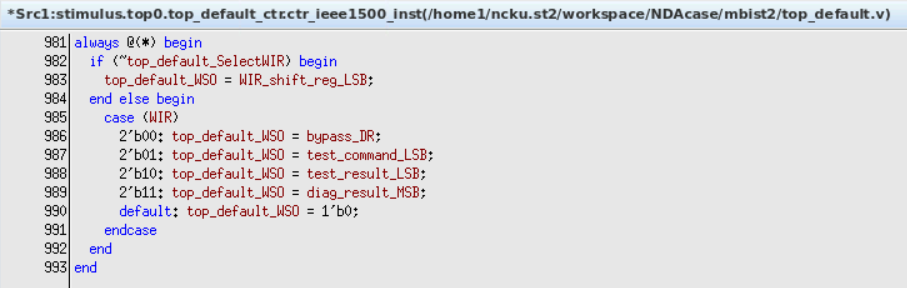 *Src1:stimulus.top0.top_default_ctr.ctr_ieee1500_inst(/home1/ncku.st2/workspace/NDAcase/mbist2/top_default.v)
981 always @(*) begin
982 if (~top_default_SelectWIR) begin
983 top_default_WSO = WIR_shift_reg_LSB;
984 end else begin
985 case (WIR)
986 2'b00: top_default_WSO = bypass_DR;
987 2'b01: top_default_WSO = test_command_LSB;
988 2'b10: top_default_WSO = test_result_LSB;
989 2'b11: top_default_WSO = diag_result_MSB;
990 default: top_default_WSO = 1'b0;
991 endcase
992 end
993 end